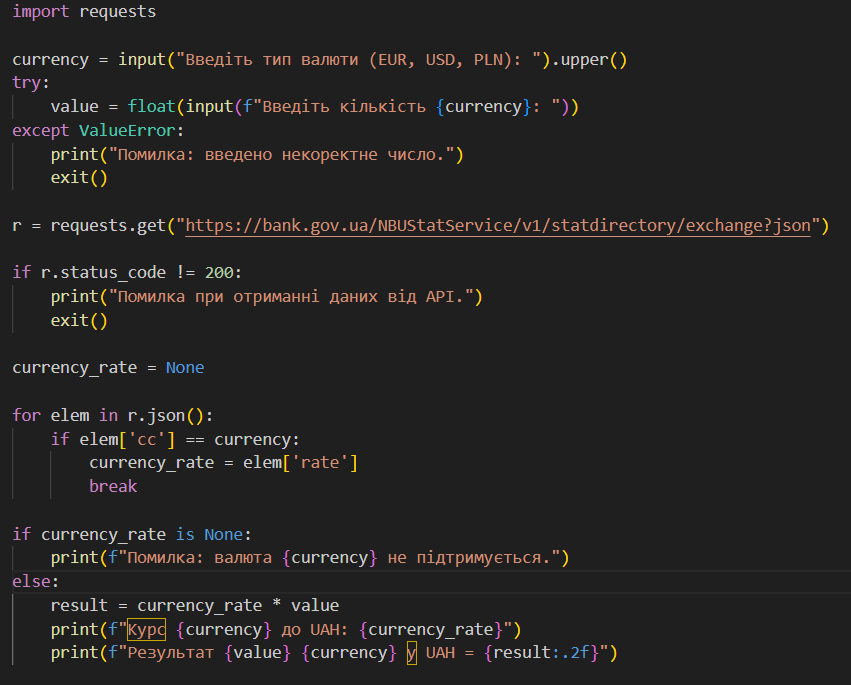 import requests
currency = input("Введіть тип валюти (EUR, USD, PLN): ").upper()
try:
    value = float(input(f"Введіть кількість {currency}: "))
except ValueError:
    print("Помилка: введено некоректне число.")
    exit()
r = requests.get("https://bank.gov.ua/NBUStatService/v1/statdirectory/exchange?json")
if r.status_code != 200:
    print("Помилка при отриманні даних від API.")
    exit()
currency_rate = None
for elem in r.json():
    if elem['cc'] == currency:
        currency_rate = elem['rate']
        break
if currency_rate is None:
    print(f"Помилка: валюта {currency} не підтримується.")
else:
    result = currency_rate * value
    print(f"Курс {currency} до UAH: {currency_rate}")
    print(f"Результат {value} {currency} у UAH = {result:.2f}")